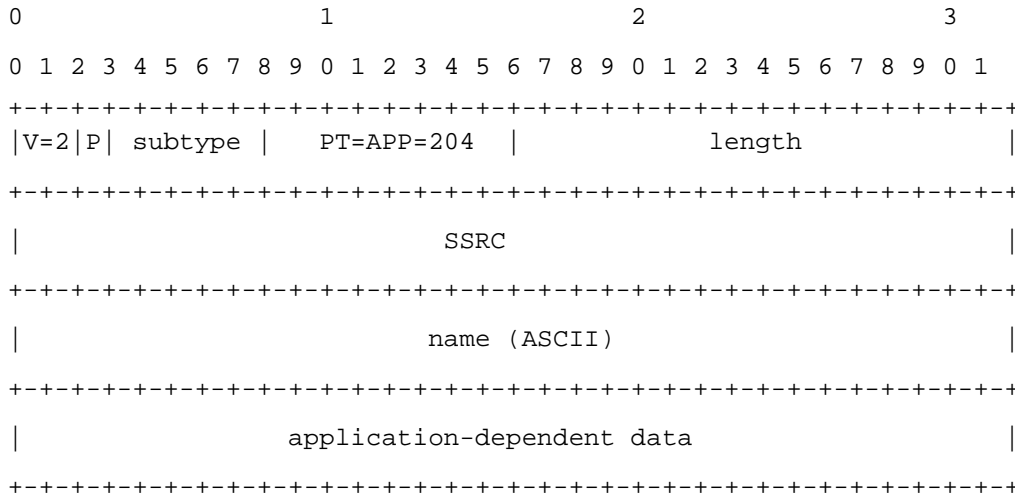 0                   1                   2                   3
0 1 2 3 4 5 6 7 8 9 0 1 2 3 4 5 6 7 8 9 0 1 2 3 4 5 6 7 8 9 0 1
+-+-+-+-+-+-+-+-+-+-+-+-+-+-+-+-+-+-+-+-+-+-+-+-+-+-+-+-+-+-+-+-+
|V=2|P| subtype |   PT=APP=204  |            length             |
+-+-+-+-+-+-+-+-+-+-+-+-+-+-+-+-+-+-+-+-+-+-+-+-+-+-+-+-+-+-+-+-+
|                           SSRC                                |
+-+-+-+-+-+-+-+-+-+-+-+-+-+-+-+-+-+-+-+-+-+-+-+-+-+-+-+-+-+-+-+-+
|                          name (ASCII)                         |
+-+-+-+-+-+-+-+-+-+-+-+-+-+-+-+-+-+-+-+-+-+-+-+-+-+-+-+-+-+-+-+-+
|                 application-dependent data                    |
+-+-+-+-+-+-+-+-+-+-+-+-+-+-+-+-+-+-+-+-+-+-+-+-+-+-+-+-+-+-+-+-+